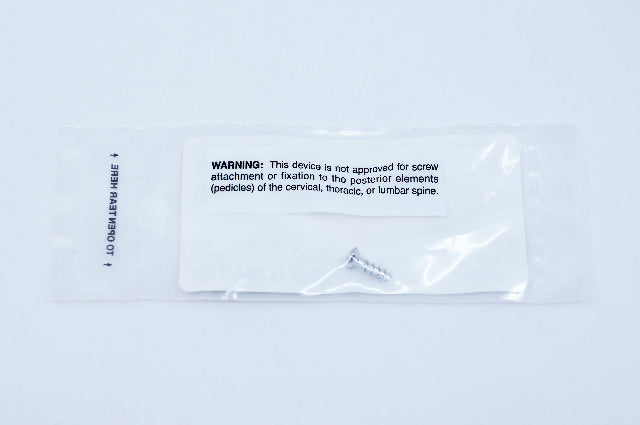 TO OPEN TEAR HERE
WARNING: This device is not approved for screw
attachment or fixation to the posterior elements
(pedicles) of the cervical, thoracic, or lumbar spine.